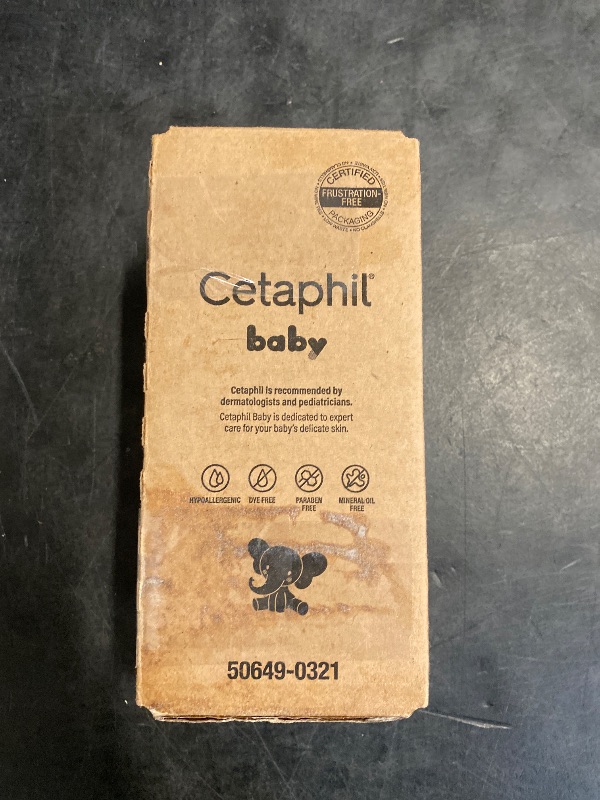 CERTIFIED
FRUSTRATION-
FREE
PACKAGING
Cetaphil®
baby
Cetaphil is recommended by
dermatologists and pediatricians.
Cetaphil Baby is dedicated to expert
care for your baby's delicate skin.
HYPOALLERGENIC DYE FREE PARABEN MINERAL OIL
FREE FREE
50649-0321